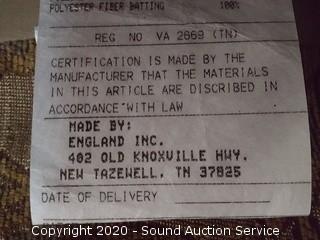 POLYESTER FIBER BATTING 100%
REG NO VA 2669 (TN)
CERTIFICATION IS MADE BY THE
MANUFACTURER THAT THE MATERIALS
IN THIS ARTICLE ARE DISCRIBED IN
ACCORDANCE WITH LAW
MADE BY:
ENGLAND INC.
402 OLD KNOXVILLE HWY.
NEW TAZEWELL, TN 37825
DATE OF DELIVERY
Copyright 2020 - Sound Auction Service